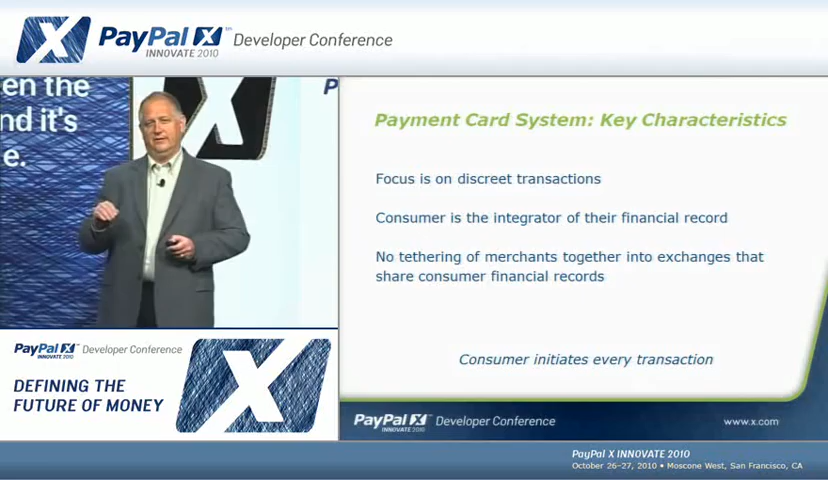 PayPal X Developer Conference
INNOVATE 2010
en the
nd it's
e.
P
Payment Card System: Key Characteristics
Focus is on discreet transactions
Consumer is the integrator of their financial record
No tethering of merchants together into exchanges that
share consumer financial records
Consumer initiates every transaction
PayPal X Developer Conference
INNOVATE 2010
DEFINING THE
FUTURE OF MONEY
X
PayPal X Developer Conference
INNOVATE 2010
www.x.com
PayPal X INNOVATE 2010
October 26-27, 2010 • Moscone West, San Francisco, CA